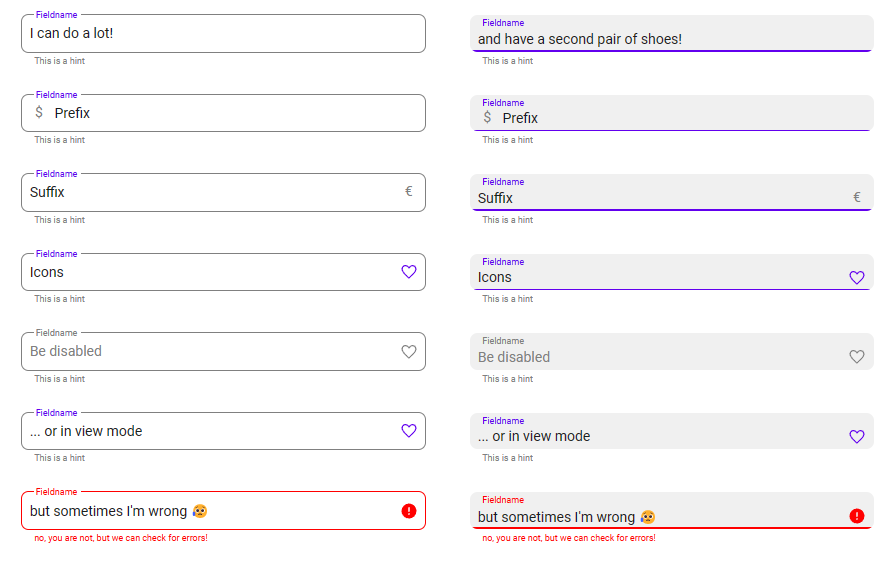 Fieldname
I can do a lot!
This is a hint
Fieldname
and have a second pair of shoes!
This is a hint
Fieldname
$ Prefix
This is a hint
Fieldname
$ Prefix
This is a hint
Fieldname
Suffix €
This is a hint
Fieldname
Suffix €
This is a hint
Fieldname
Icons
This is a hint
Fieldname
Icons
This is a hint
Fieldname
Be disabled
This is a hint
Fieldname
Be disabled
This is a hint
Fieldname
... or in view mode
This is a hint
Fieldname
... or in view mode
This is a hint
Fieldname
but sometimes I'm wrong 😥
no, you are not, but we can check for errors!
Fieldname
but sometimes I'm wrong 😥
no, you are not, but we can check for errors!